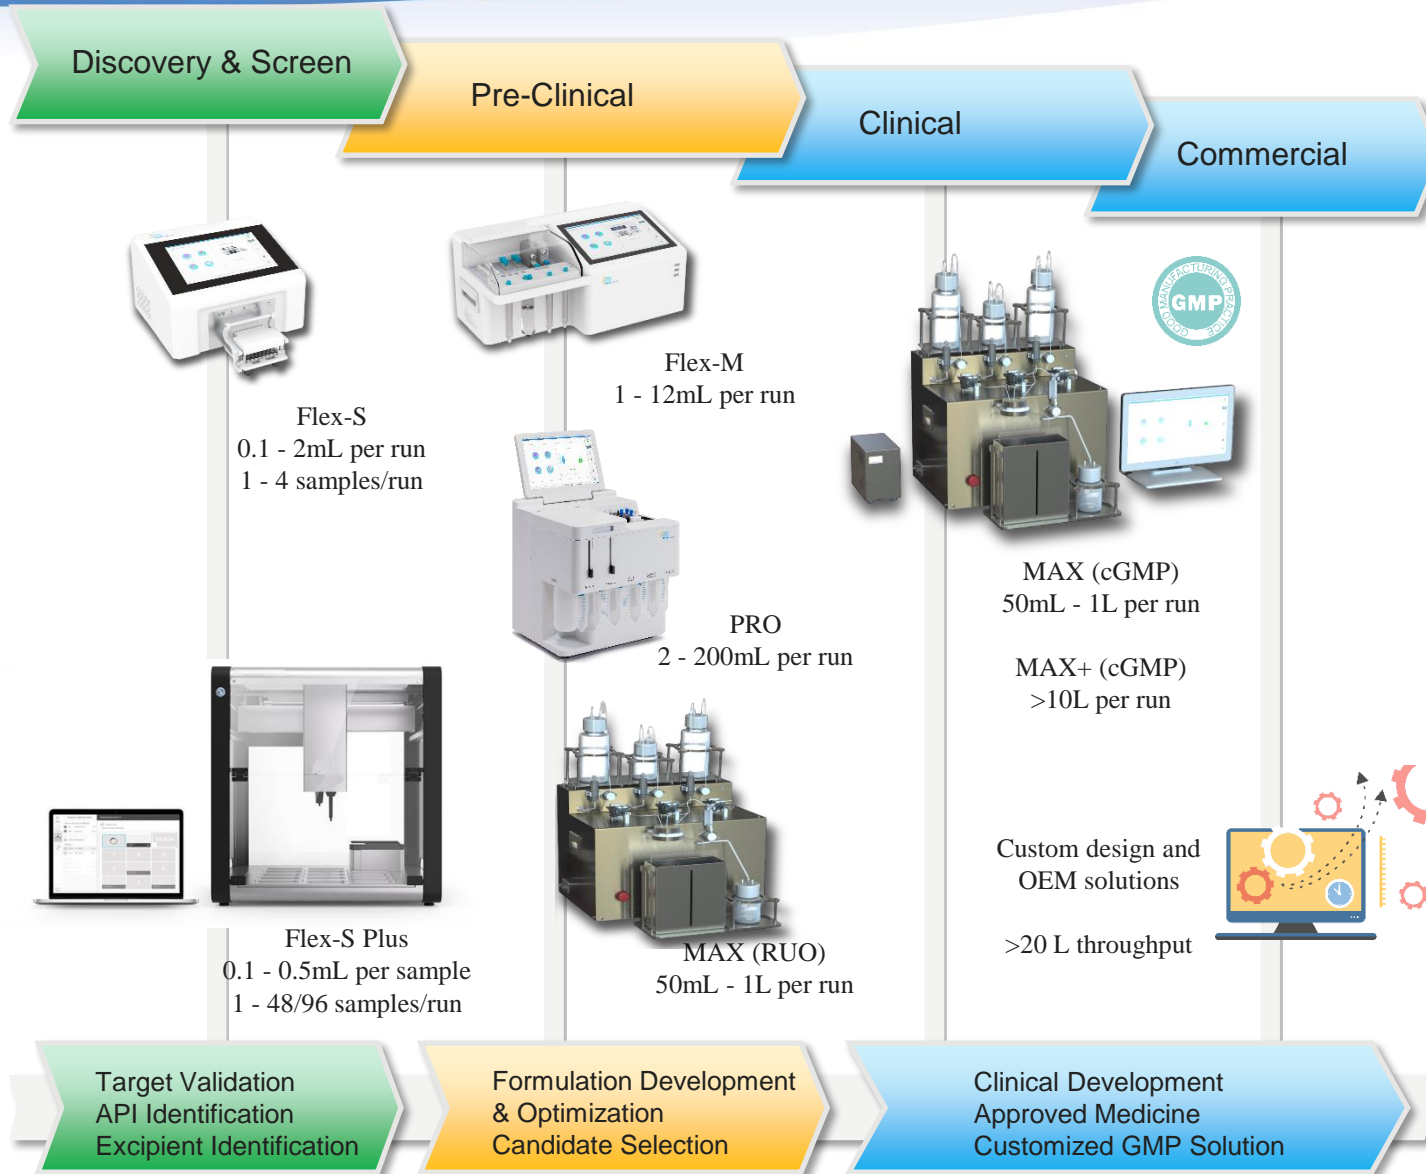 Discovery & Screen
Pre-Clinical
Clinical
Commercial
Flex-S
0.1 - 2mL per run
1 - 4 samples/run
Flex-M
1 - 12mL per run
GOOD MANUFACTURING PRACTICE
GMP
PRO
2 - 200mL per run
MAX (cGMP)
50mL - 1L per run
MAX+ (cGMP)
>10L per run
Flex-S Plus
0.1 - 0.5mL per sample
1 - 48/96 samples/run
MAX (RUO)
50mL - 1L per run
Custom design and
OEM solutions
>20 L throughput
Target Validation
API Identification
Excipient Identification
Formulation Development
& Optimization
Candidate Selection
Clinical Development
Approved Medicine
Customized GMP Solution